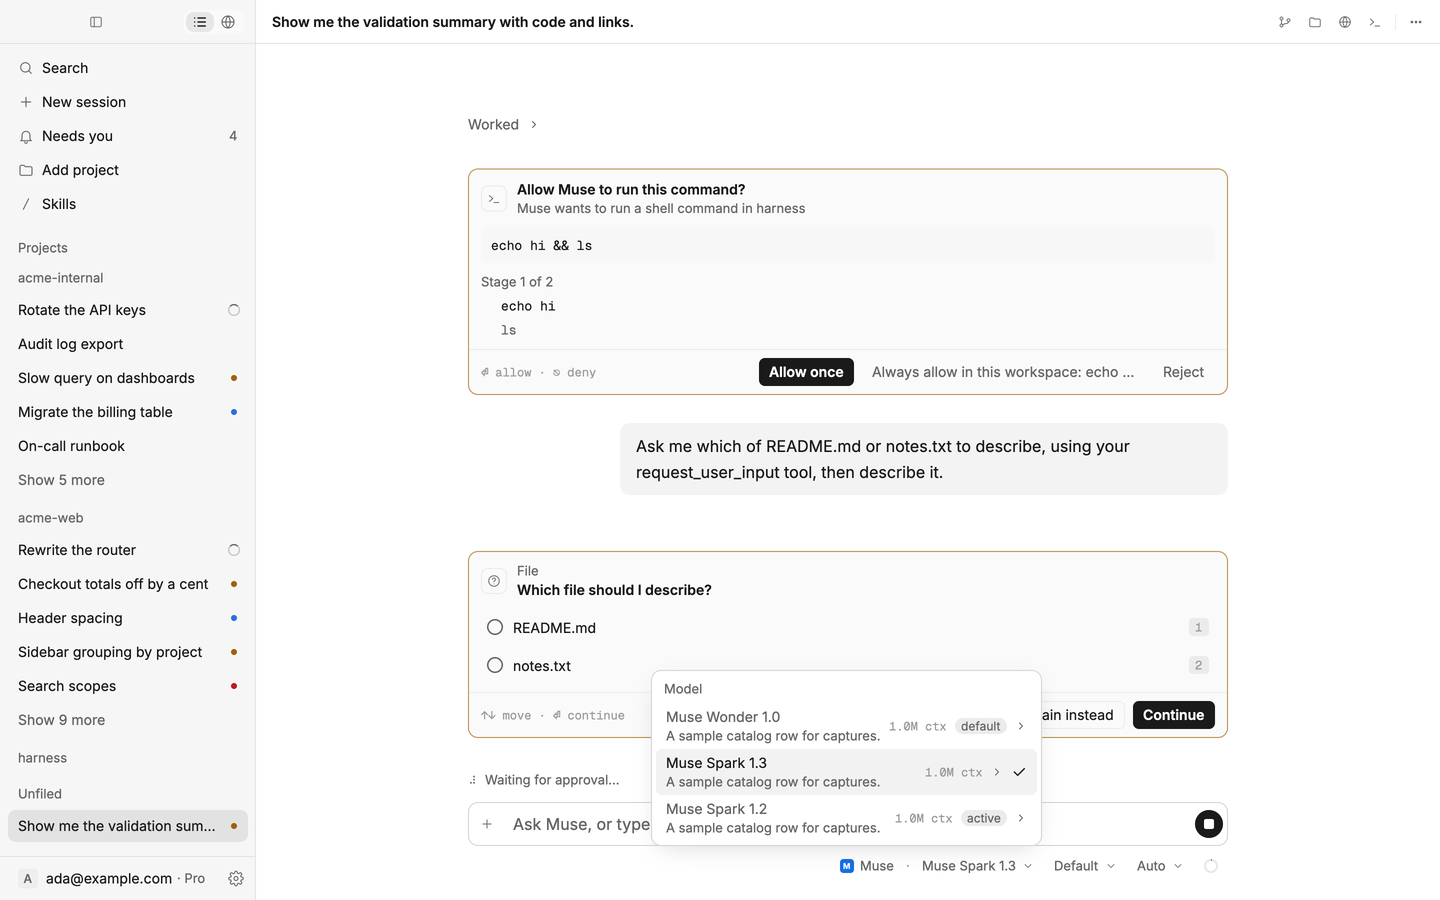 Show me the validation summary with code and links.
Search
New session
Needs you 4
Add project
Skills
Projects
acme-internal
Rotate the API keys
Audit log export
Slow query on dashboards
Migrate the billing table
On-call runbook
Show 5 more
acme-web
Rewrite the router
Checkout totals off by a cent
Header spacing
Sidebar grouping by project
Search scopes
Show 9 more
harness
Unfiled
Show me the validation sum...
A ada@example.com · Pro
Worked
Allow Muse to run this command?
Muse wants to run a shell command in harness
echo hi && ls
Stage 1 of 2
echo hi
ls
allow · deny
Allow once
Always allow in this workspace: echo ...
Reject
Ask me which of README.md or notes.txt to describe, using your
request_user_input tool, then describe it.
File
Which file should I describe?
README.md 1
notes.txt 2
move · continue
ain instead
Continue
Model
Muse Wonder 1.0
A sample catalog row for captures.
1.0M ctx default
Muse Spark 1.3
A sample catalog row for captures.
1.0M ctx
Muse Spark 1.2
A sample catalog row for captures.
1.0M ctx active
Waiting for approval...
Ask Muse, or type
M Muse · Muse Spark 1.3 Default Auto